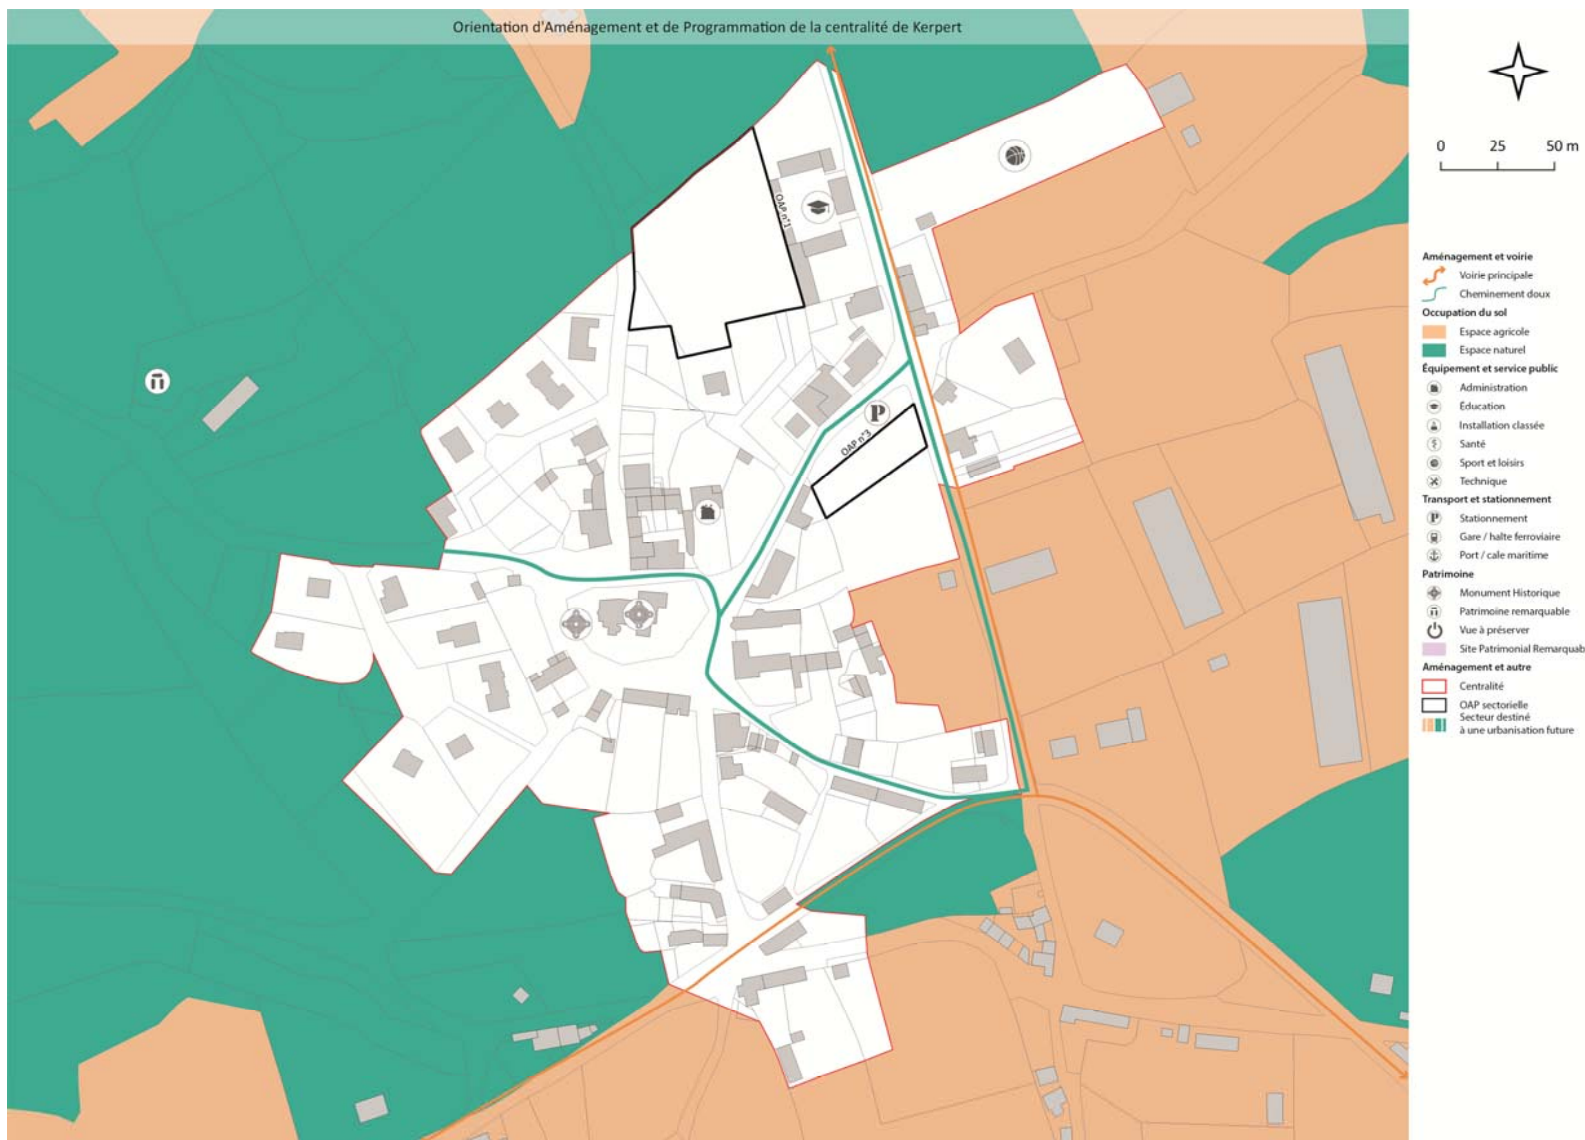 Orientation d'Aménagement et de Programmation de la centralité de Kerpert
0 25 50 m
OAP n°1
P
OAP n°3
Aménagement et voirie
Voirie principale
Cheminement doux
Occupation du sol
Espace agricole
Espace naturel
Équipement et service public
Administration
Éducation
Installation classée
Santé
Sport et loisirs
Technique
Transport et stationnement
P Stationnement
Gare / halte ferroviaire
Port / cale maritime
Patrimoine
Monument Historique
Patrimoine remarquable
Vue à préserver
Site Patrimonial Remarquab
Aménagement et autre
Centralité
OAP sectorielle
Secteur destiné
à une urbanisation future